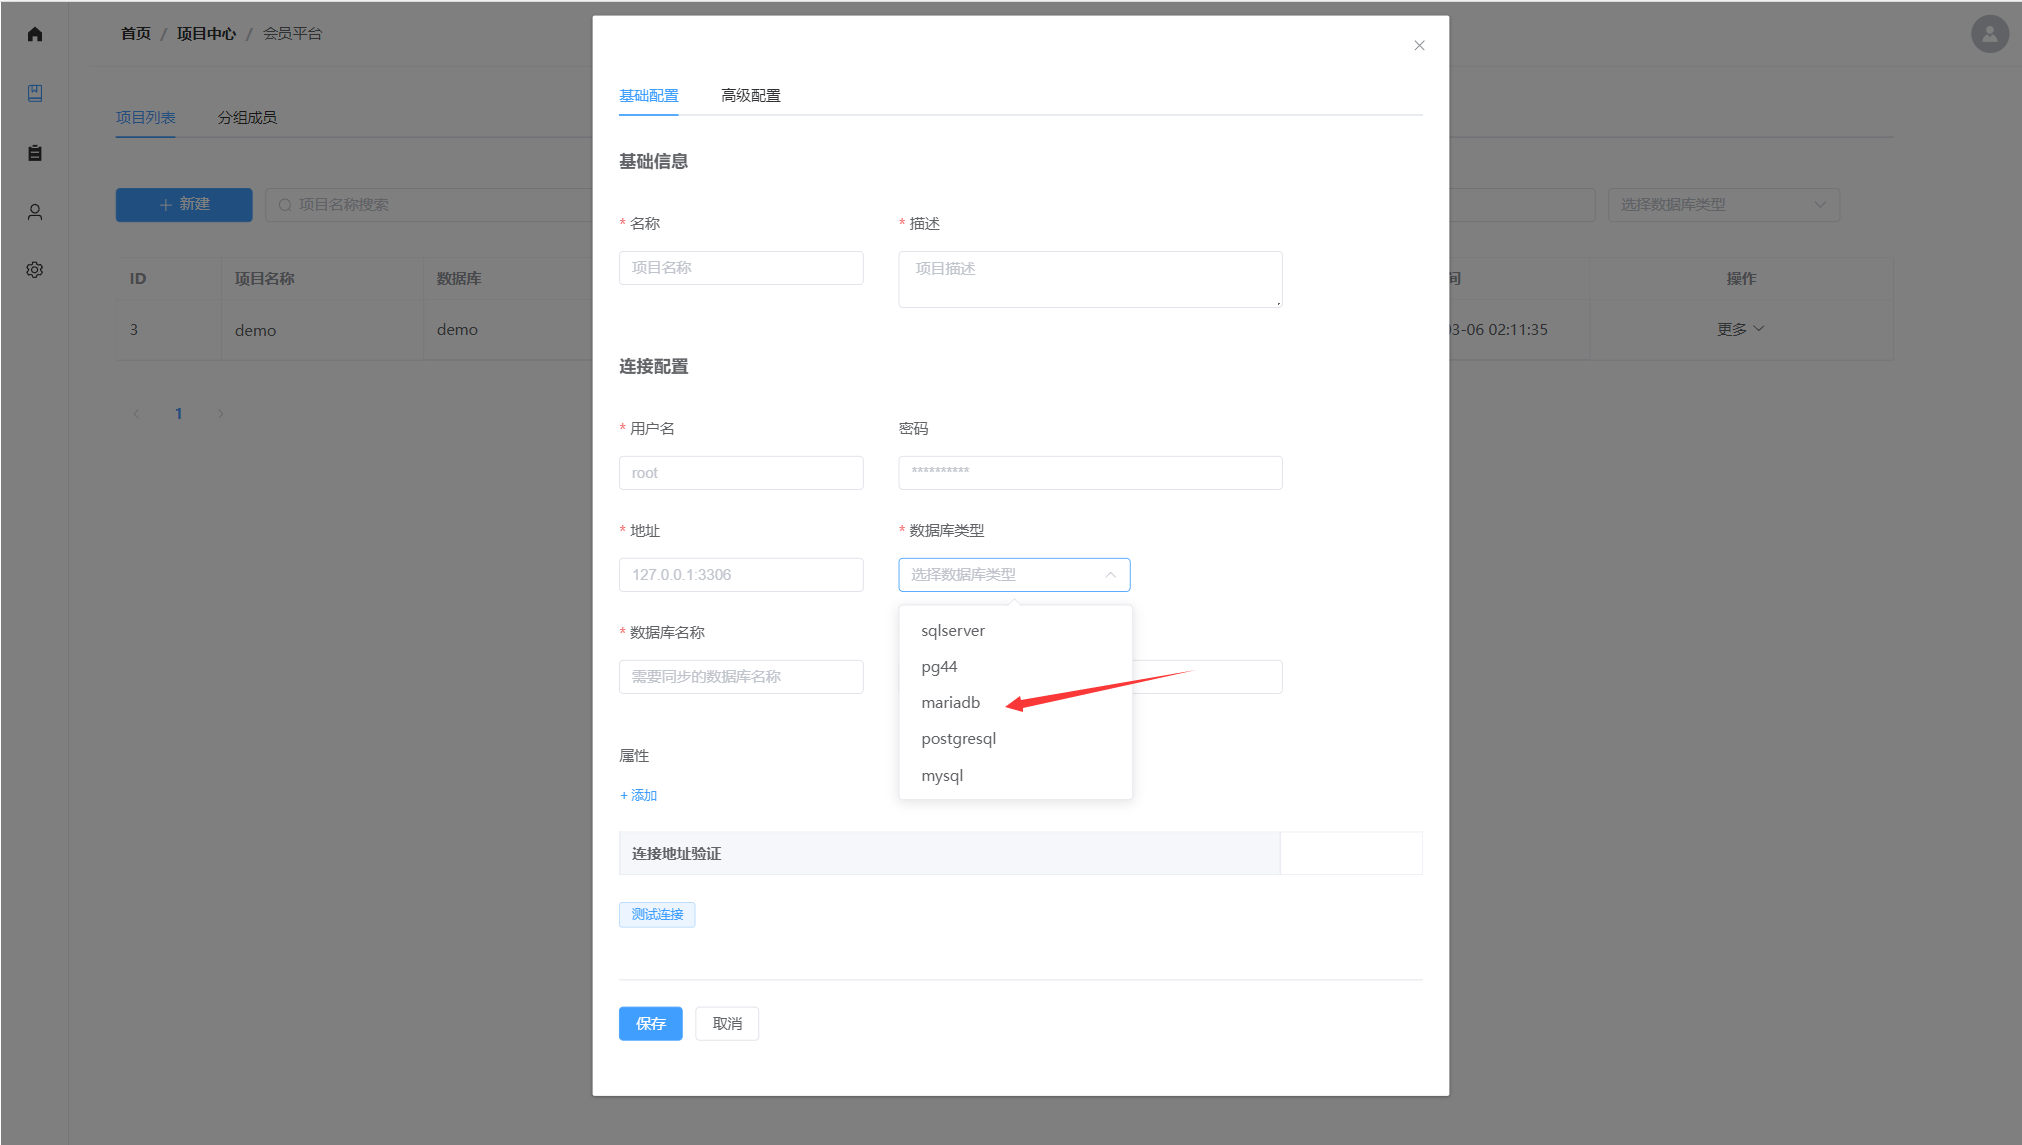 首页 / 项目中心 / 会员平台
项目列表 分组成员
+ 新建 项目名称搜索 选择数据库类型
ID 项目名称 数据库 间 操作
3 demo demo 03-06 02:11:35 更多
1
基础配置 高级配置
基础信息
* 名称 * 描述
项目名称 项目描述
连接配置
* 用户名 密码
root **********
* 地址 * 数据库类型
127.0.0.1:3306 选择数据库类型
* 数据库名称
需要同步的数据库名称
sqlserver
pg44
mariadb
postgresql
mysql
属性
+ 添加
连接地址验证
测试连接
保存 取消